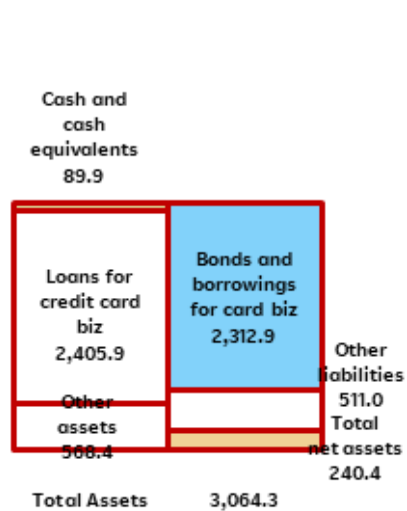 Cash and
cash
equivalents
89.9
Loans for
credit card
biz
2,405.9
Other
assets
568.4
Bonds and
borrowings
for card biz
2,312.9
Other
liabilities
511.0
Total
net assets
240.4
Total Assets 3,064.3